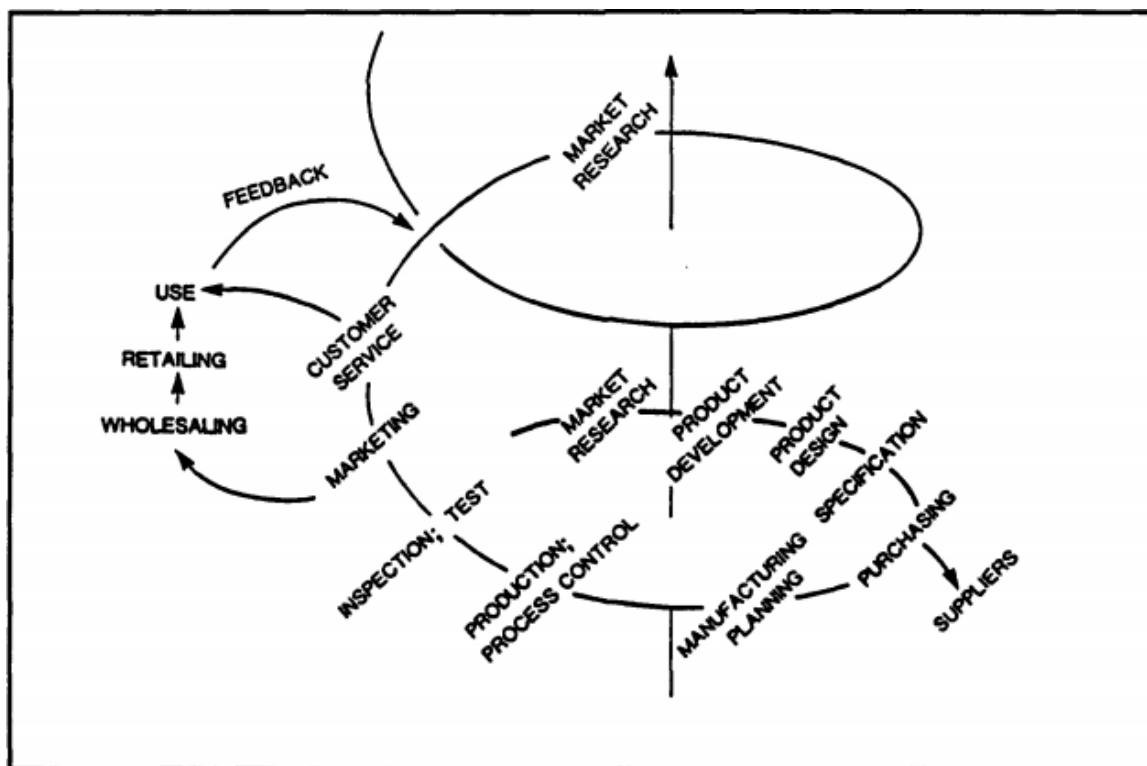 MARKET
RESEARCH
FEEDBACK
USE
RETAILING
WHOLESALING
CUSTOMER
SERVICE
MARKETING
MARKET
RESEARCH
PRODUCT
DEVELOPMENT
PRODUCT
DESIGN
SPECIFICATION
PURCHASING
SUPPLIERS
MANUFACTURING
PLANNING
PRODUCTION;
PROCESS CONTROL
INSPECTION; TEST